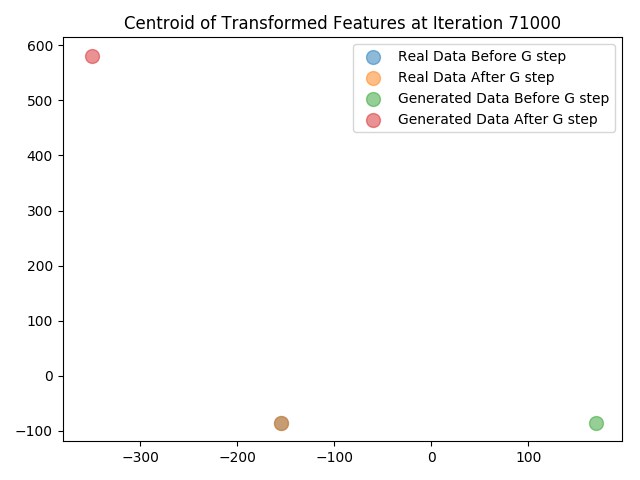 Centroid of Transformed Features at Iteration 71000
Real Data Before G step
Real Data After G step
Generated Data Before G step
Generated Data After G step
600
500
400
300
200
100
0
−100
−300
−200
−100
0
100